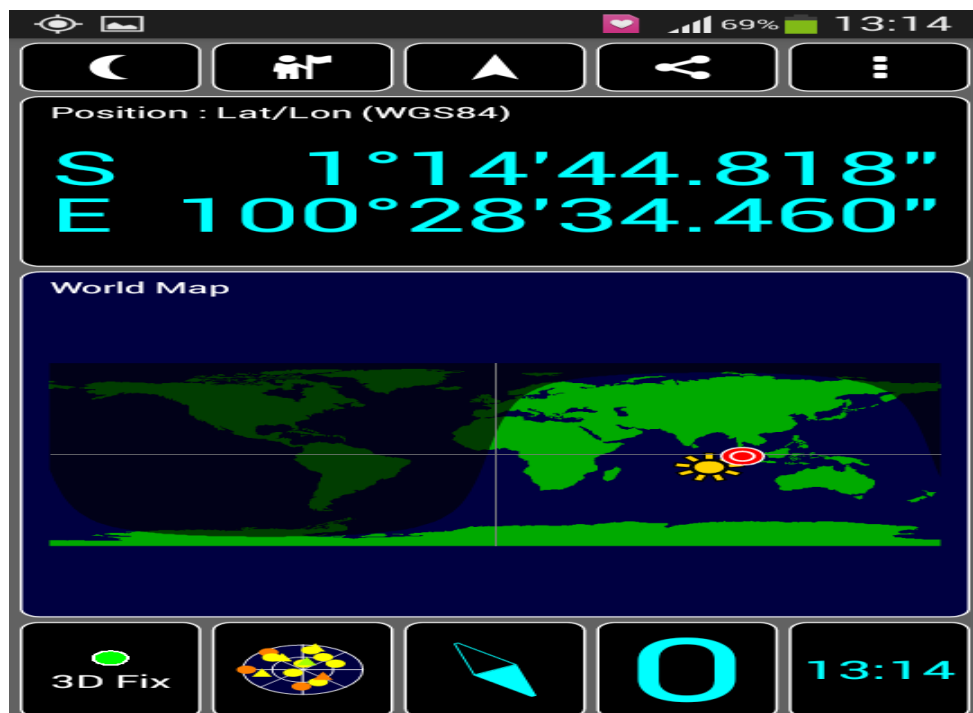 69% 13:14
Position : Lat/Lon (WGS84)
S 1°14'44.818"
E 100°28'34.460"
World Map
3D Fix 0 13:14